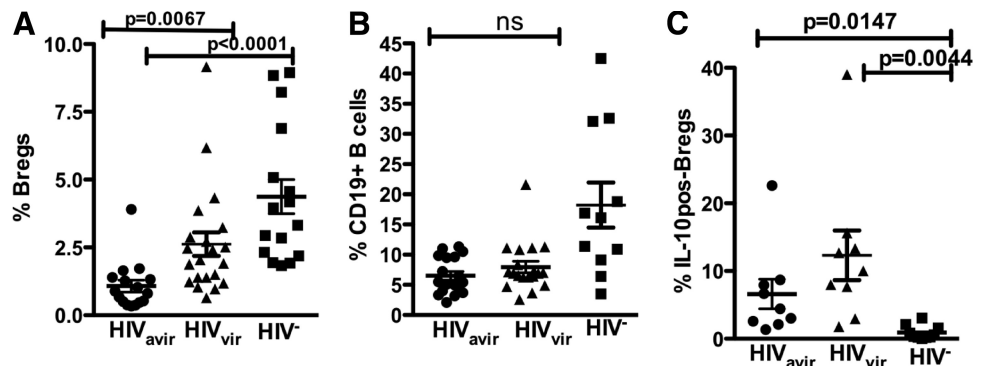 A
p=0.0067
p<0.0001
% Bregs
10.0
7.5
5.0
2.5
0.0
HIVavir HIVvir HIV-
B
ns
% CD19+ B cells
45
40
35
30
25
20
15
10
5
0
HIVavir HIVvir HIV-
C
p=0.0147
p=0.0044
% IL-10pos-Bregs
40
30
20
10
0
HIVavir HIVvir HIV-